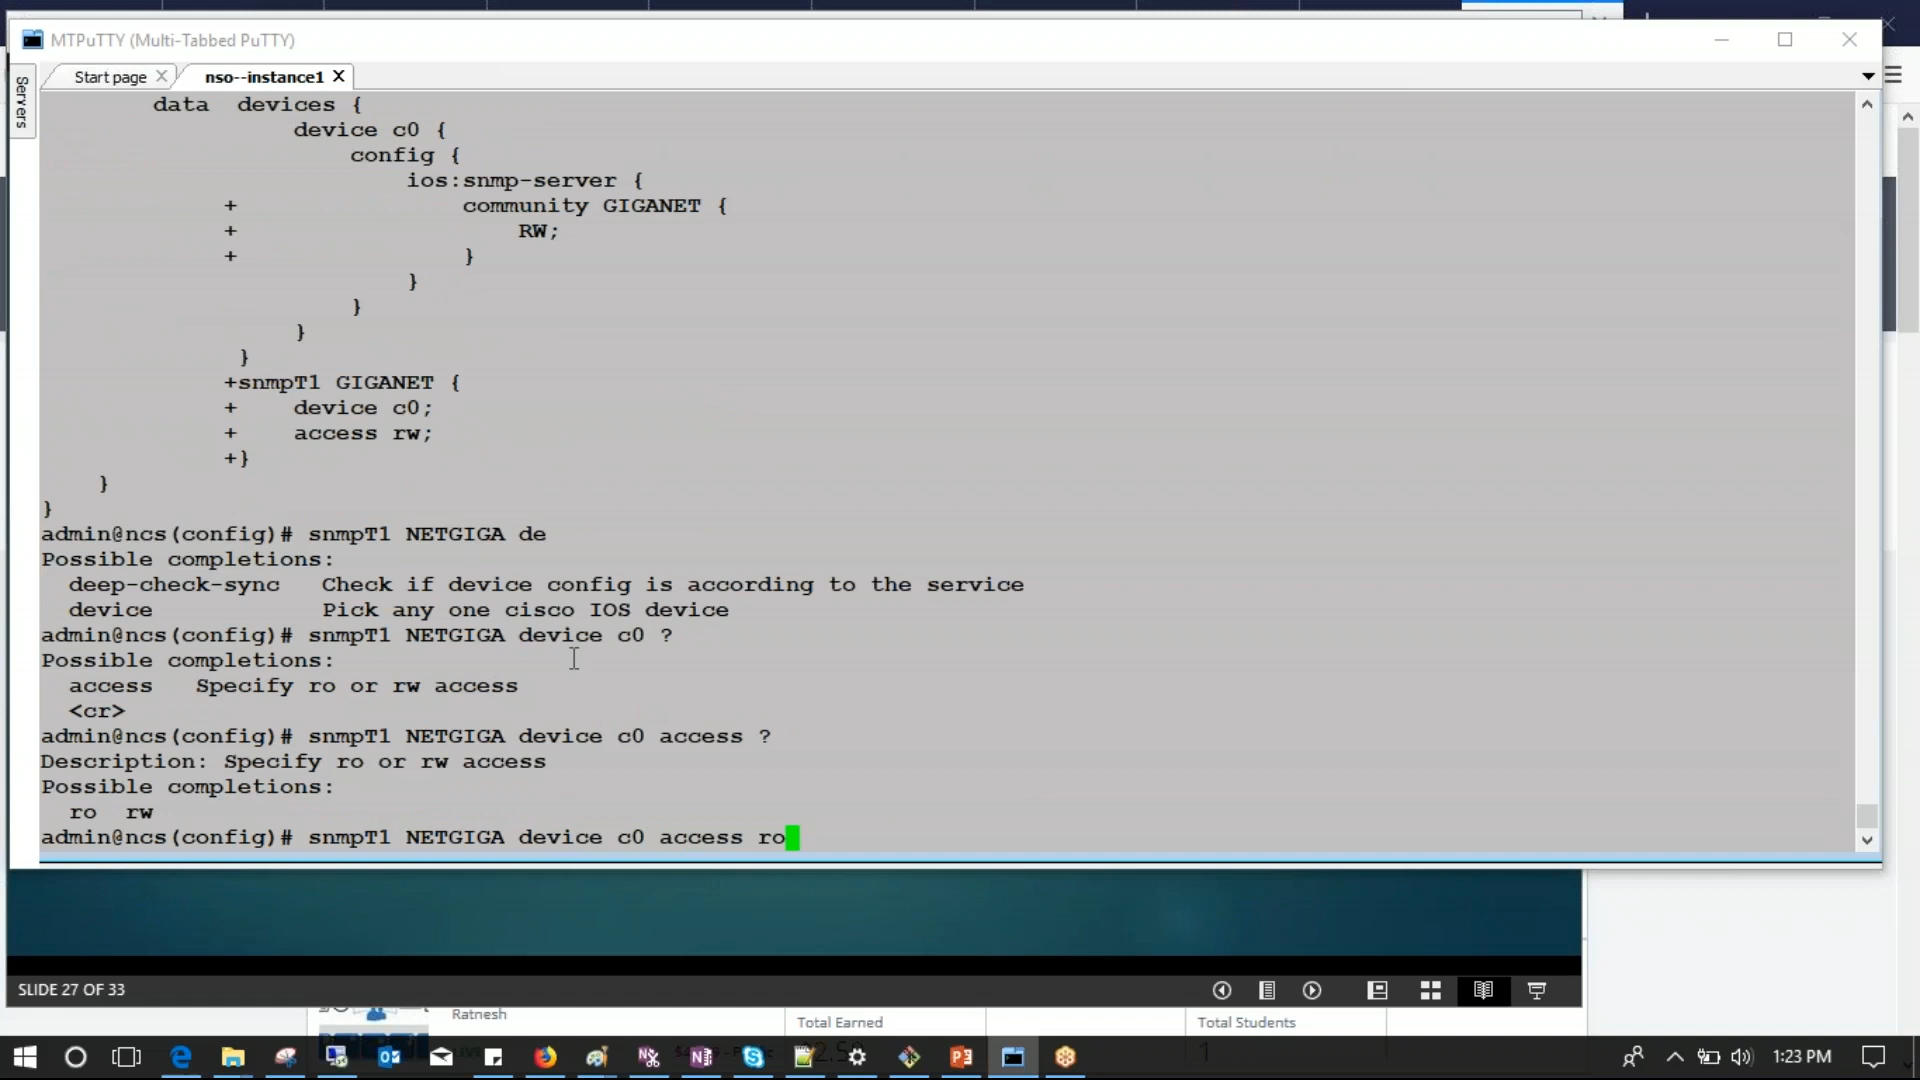 MTPuTTY (Multi-Tabbed PuTTY)
Servers
Start page
nso--instance1
data devices {
device c0 {
config {
ios:snmp-server {
+ community GIGANET {
+ RW;
+ }
}
}
}
}
+snmpT1 GIGANET {
+ device c0;
+ access rw;
+}
}
}
admin@ncs(config)# snmpT1 NETGIGA de
Possible completions:
deep-check-sync Check if device config is according to the service
device Pick any one cisco IOS device
admin@ncs(config)# snmpT1 NETGIGA device c0 ?
Possible completions:
access Specify ro or rw access
<cr>
admin@ncs(config)# snmpT1 NETGIGA device c0 access ?
Description: Specify ro or rw access
Possible completions:
ro rw
admin@ncs(config)# snmpT1 NETGIGA device c0 access ro
SLIDE 27 OF 33
Ratnesh
Total Earned
Total Students
1
1:23 PM